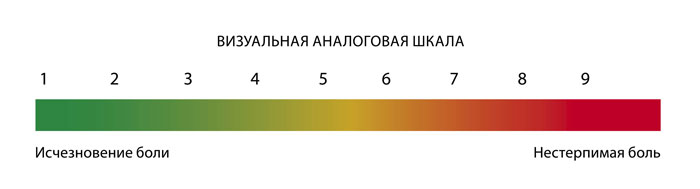 ВИЗУАЛЬНАЯ АНАЛОГОВАЯ ШКАЛА
1 2 3 4 5 6 7 8 9
Исчезновение боли Нестерпимая боль